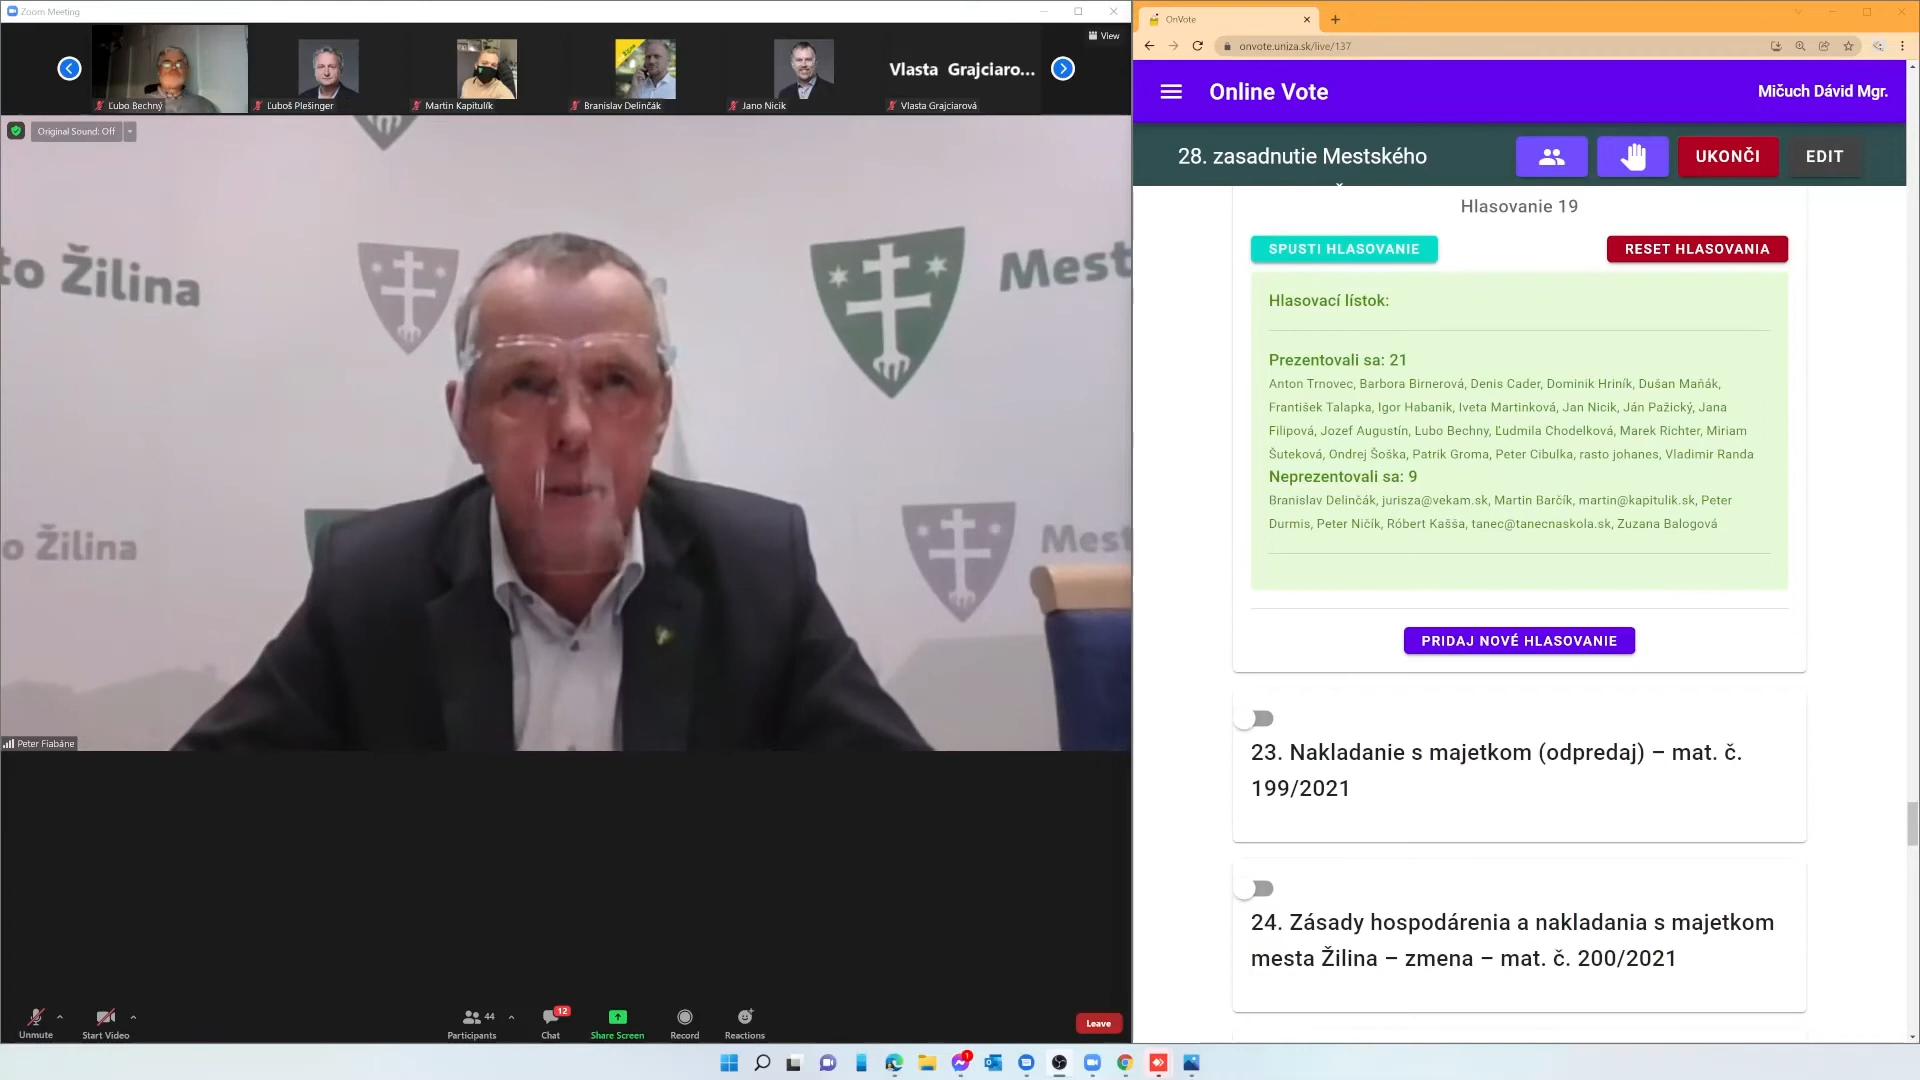 Zoom Meeting
View
Ľubo Bechný
Ľuboš Plešinger
Martin Kapitulík
Branislav Delinčák
Jano Nicik
Vlasta Grajciaro...
Vlasta Grajciarová
Original Sound: Off
to Žilina
Mest
o Žilina
Mest
Peter Fiabáne
Unmute
Start Video
44
Participants
12
Chat
Share Screen
Record
Reactions
Leave
OnVote
onvote.uniza.sk/live/137
Online Vote
Mičuch Dávid Mgr.
28. zasadnutie Mestského
UKONČI
EDIT
Hlasovanie 19
SPUSTI HLASOVANIE
RESET HLASOVANIA
Hlasovací lístok:
Prezentovali sa: 21
Anton Trnovec, Barbora Birnerová, Denis Cader, Dominik Hriník, Dušan Maňák,
František Talapka, Igor Habanik, Iveta Martinková, Jan Nicik, Ján Pažický, Jana
Filipová, Jozef Augustín, Lubo Bechny, Ľudmila Chodelková, Marek Richter, Miriam
Šuteková, Ondrej Šoška, Patrik Groma, Peter Cibulka, rasto johanes, Vladimir Randa
Neprezentovali sa: 9
Branislav Delinčák, jurisza@vekam.sk, Martin Barčík, martin@kapitulik.sk, Peter
Durmis, Peter Ničík, Róbert Kašša, tanec@tanecnaskola.sk, Zuzana Balogová
PRIDAJ NOVÉ HLASOVANIE
23. Nakladanie s majetkom (odpredaj) – mat. č.
199/2021
24. Zásady hospodárenia a nakladania s majetkom
mesta Žilina – zmena – mat. č. 200/2021
1